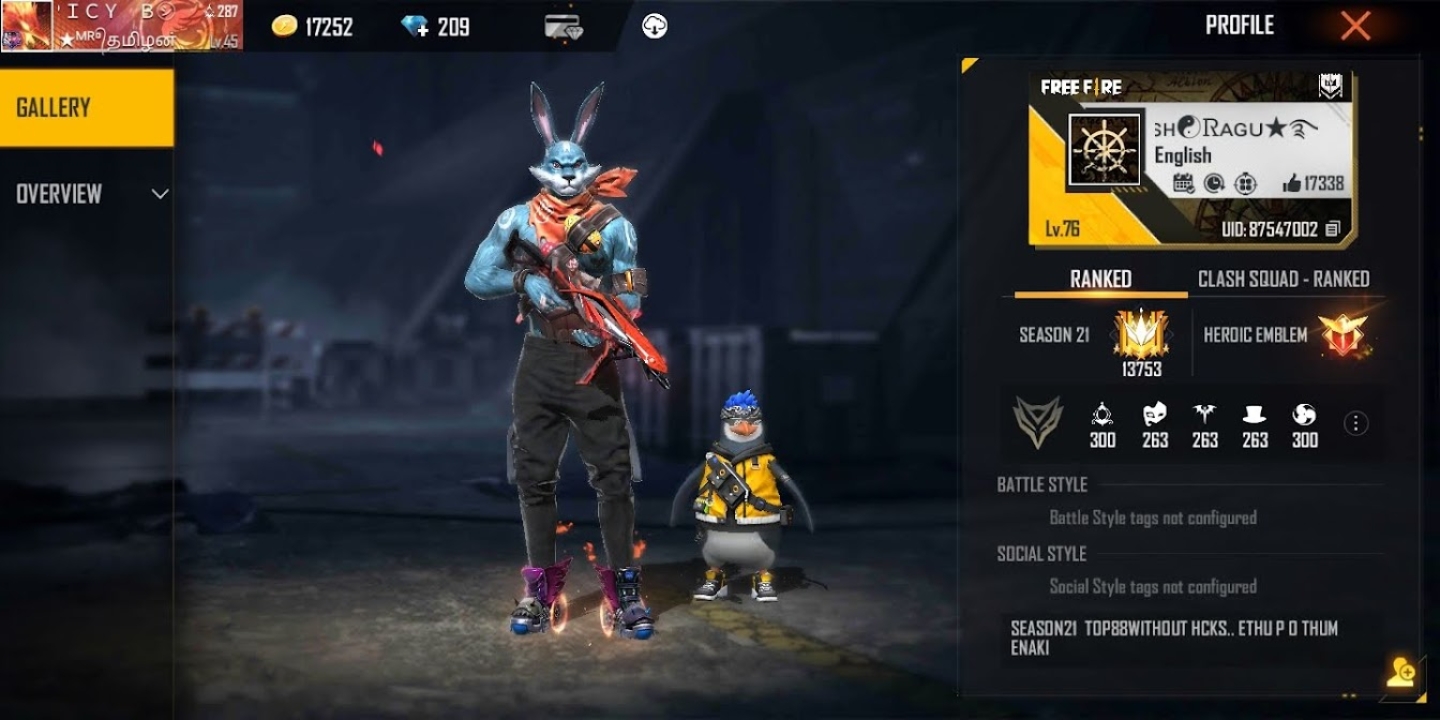 'ICY B
287
★ᴹᴿ தமிழன்
Lv.45
17252
209
PROFILE
GALLERY
OVERVIEW
FREE FIRE
SH☯RAGU★
English
17338
Lv.76
UID: 87547002
RANKED
CLASH SQUAD - RANKED
SEASON 21
HEROIC EMBLEM
13753
300 263 263 263 300
BATTLE STYLE
Battle Style tags not configured
SOCIAL STYLE
Social Style tags not configured
SEASON21 TOP88WITHOUT HCKS.. ETHU P O THUM
ENAKI